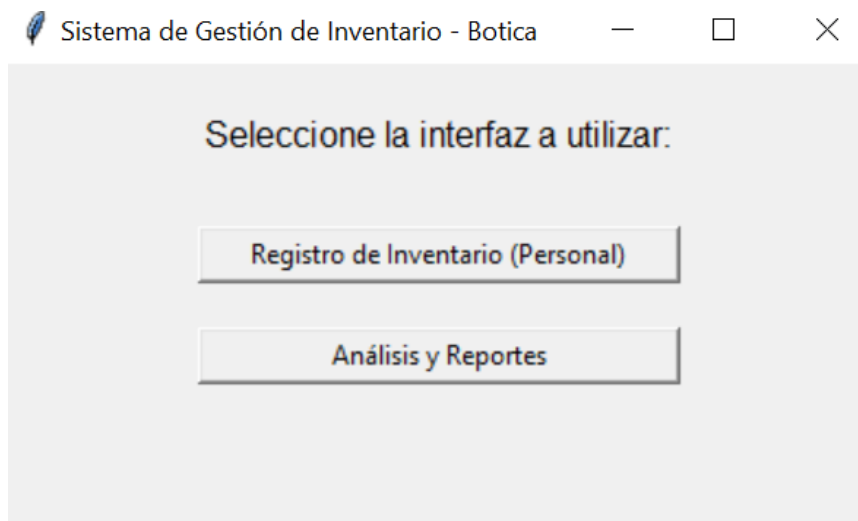 Sistema de Gestión de Inventario - Botica
Seleccione la interfaz a utilizar:
Registro de Inventario (Personal)
Análisis y Reportes